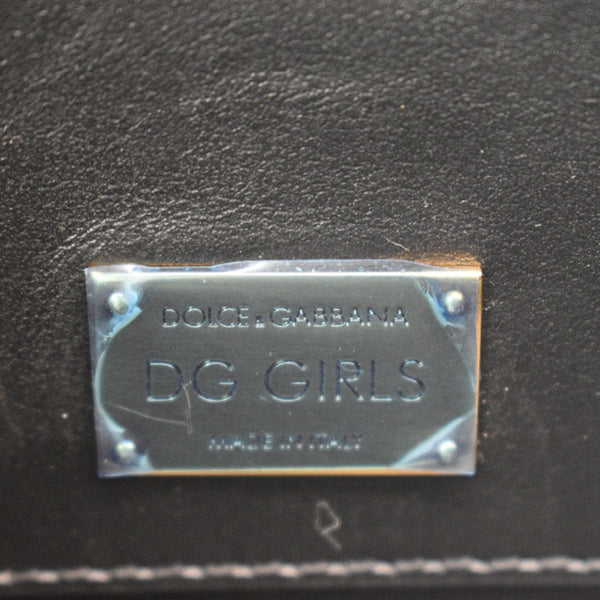 DOLCE & GABBANA
DG GIRLS
MADE IN ITALY